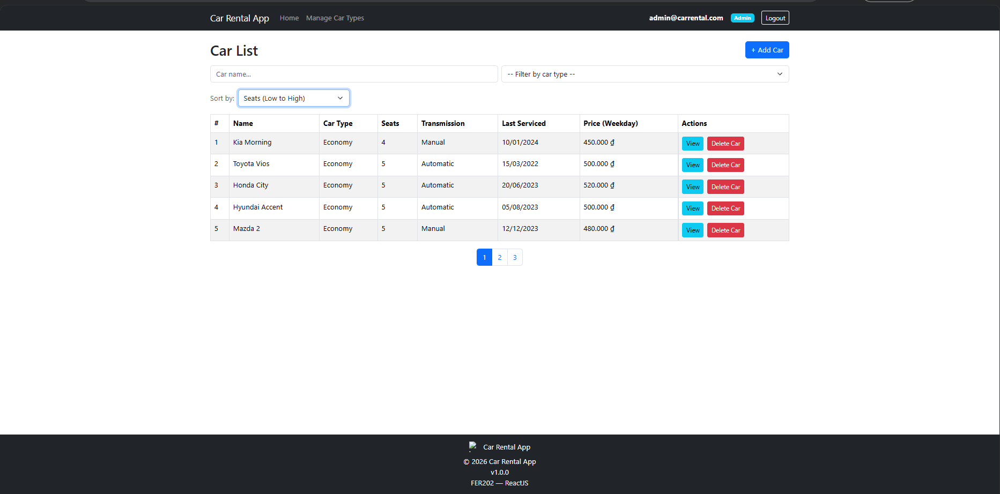 Car Rental App Home Manage Car Types admin@carrental.com Admin Logout
Car List + Add Car
Car name... -- Filter by car type --
Sort by: Seats (Low to High)
# Name Car Type Seats Transmission Last Serviced Price (Weekday) Actions
1 Kia Morning Economy 4 Manual 10/01/2024 450.000 ₫ View Delete Car
2 Toyota Vios Economy 5 Automatic 15/03/2022 500.000 ₫ View Delete Car
3 Honda City Economy 5 Automatic 20/06/2023 520.000 ₫ View Delete Car
4 Hyundai Accent Economy 5 Automatic 05/08/2023 500.000 ₫ View Delete Car
5 Mazda 2 Economy 5 Manual 12/12/2023 480.000 ₫ View Delete Car
1 2 3
Car Rental App
© 2026 Car Rental App
v1.0.0
FER202 — ReactJS